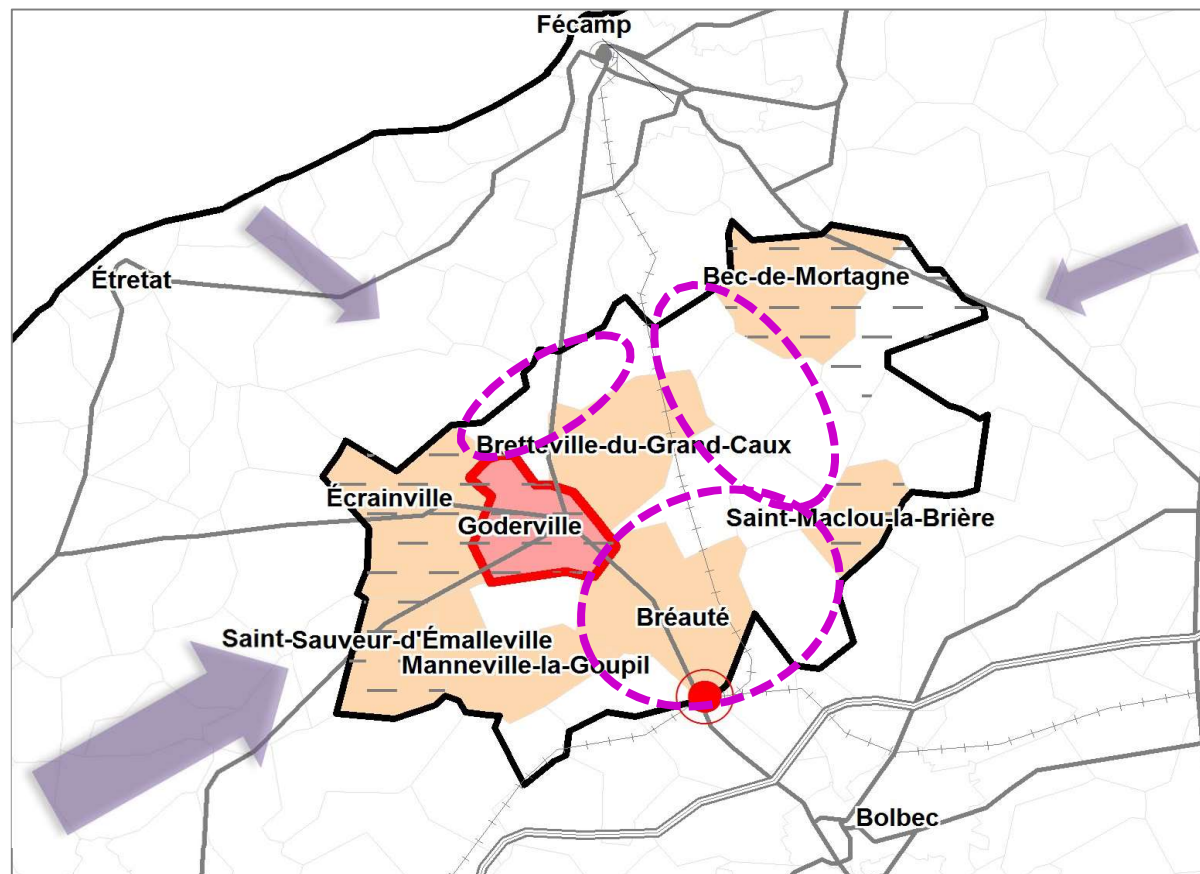 Fécamp
Étretat
Bec-de-Mortagne
Bretteville-du-Grand-Caux
Écrainville
Saint-Maclou-la-Brière
Goderville
Bréauté
Saint-Sauveur-d'Émalleville
Manneville-la-Goupil
Bolbec